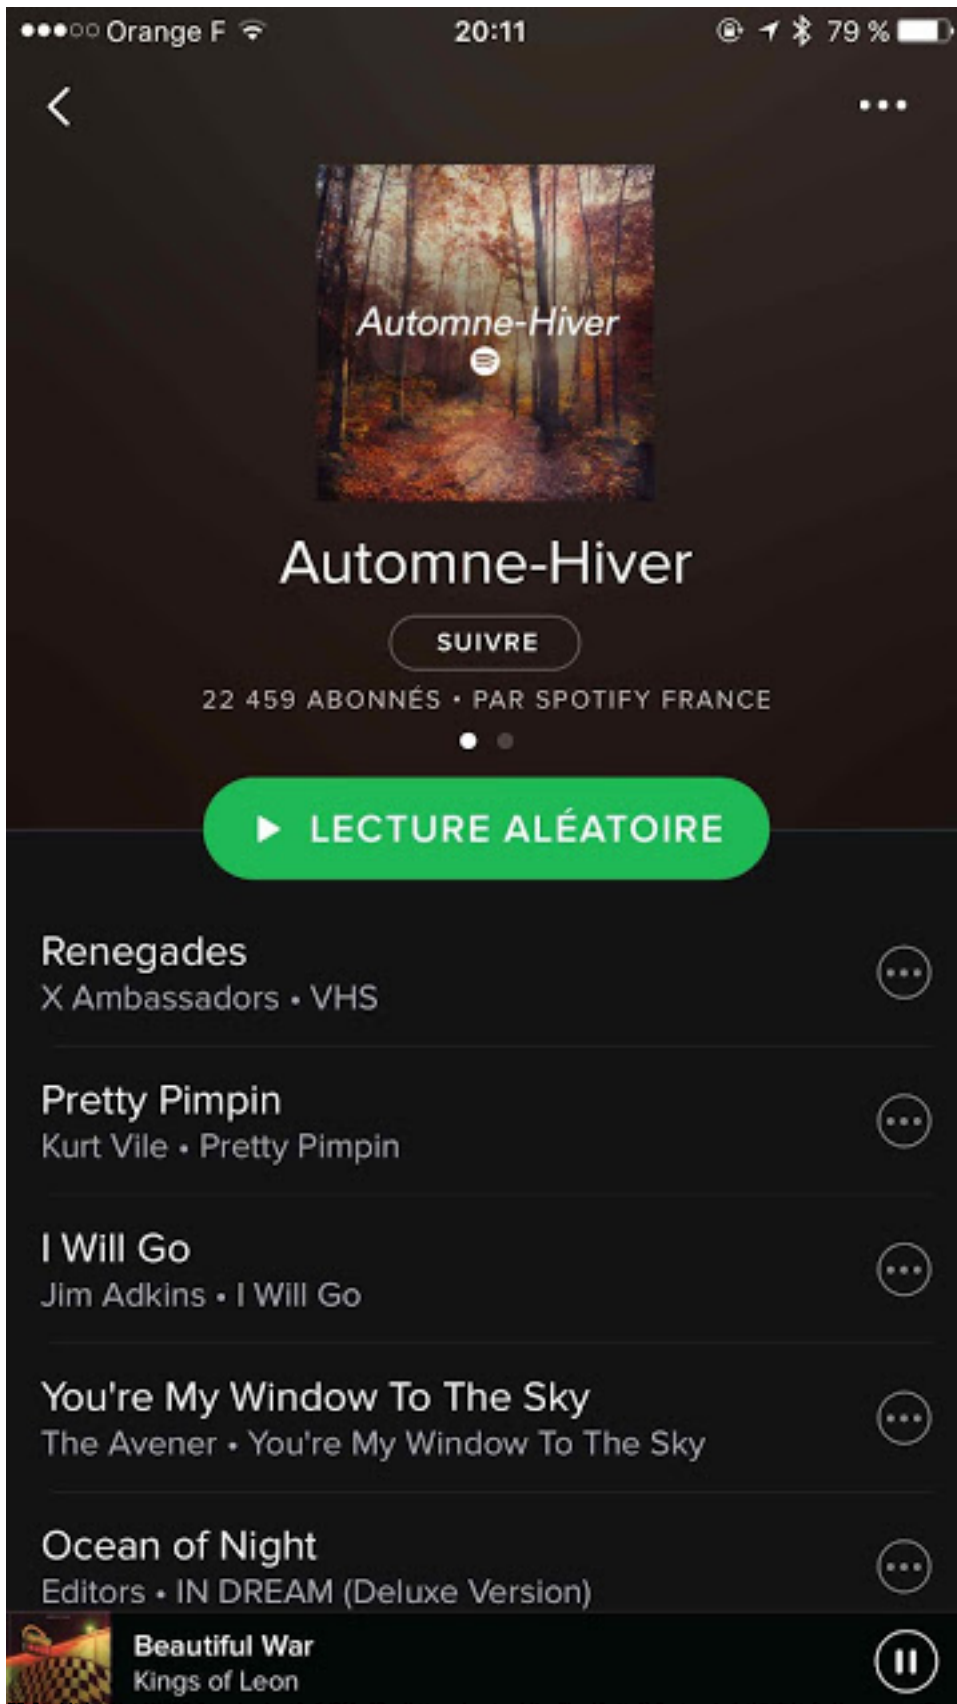 Orange F 20:11 79 %
Automne-Hiver
Automne-Hiver
SUIVRE
22 459 ABONNÉS • PAR SPOTIFY FRANCE
LECTURE ALÉATOIRE
Renegades
X Ambassadors • VHS
Pretty Pimpin
Kurt Vile • Pretty Pimpin
I Will Go
Jim Adkins • I Will Go
You're My Window To The Sky
The Avener • You're My Window To The Sky
Ocean of Night
Editors • IN DREAM (Deluxe Version)
Beautiful War
Kings of Leon